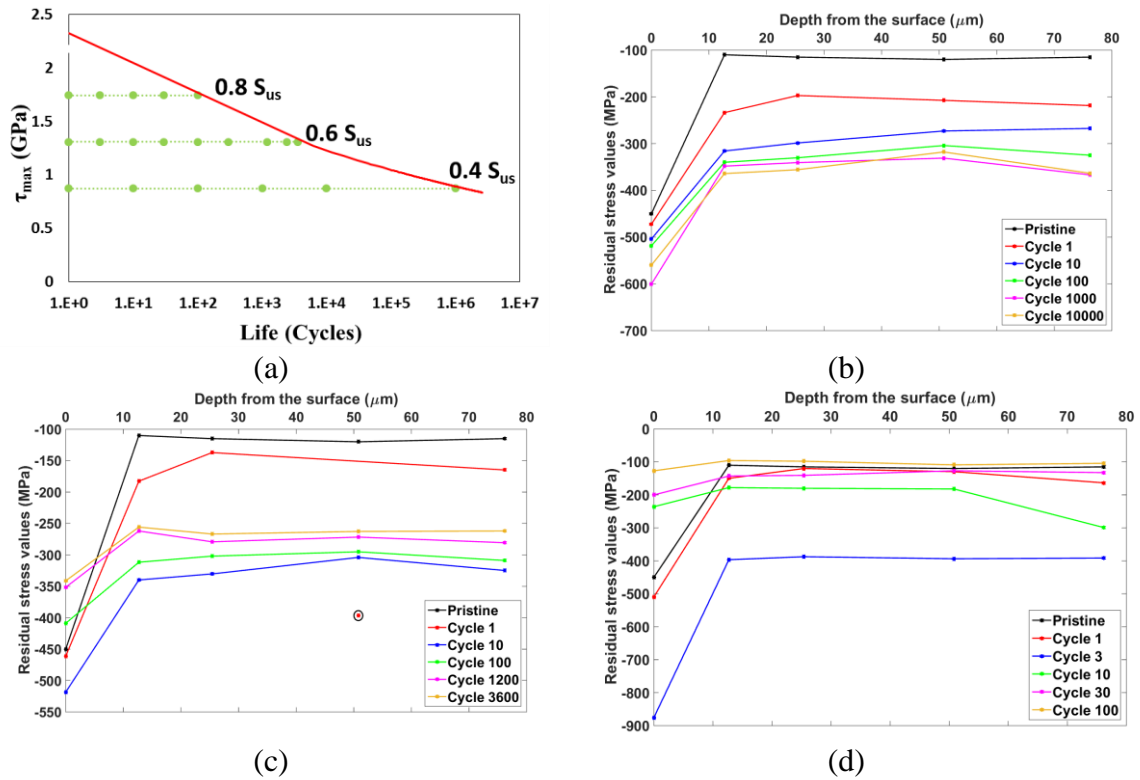 2.5
2
1.5
1
0.5
0
τmax (GPa)
0.8 Sus
0.6 Sus
0.4 Sus
1.E+0 1.E+1 1.E+2 1.E+3 1.E+4 1.E+5 1.E+6 1.E+7
Life (Cycles)
(a)
Depth from the surface (μm)
0 10 20 30 40 50 60 70 80
-100
-200
-300
-400
-500
-600
-700
Residual stress values (MPa)
Pristine
Cycle 1
Cycle 10
Cycle 100
Cycle 1000
Cycle 10000
(b)
Depth from the surface (μm)
0 10 20 30 40 50 60 70 80
-100
-150
-200
-250
-300
-350
-400
-450
-500
-550
Residual stress values (MPa)
Pristine
Cycle 1
Cycle 10
Cycle 100
Cycle 1200
Cycle 3600
(c)
Depth from the surface (μm)
0 10 20 30 40 50 60 70 80
0
-100
-200
-300
-400
-500
-600
-700
-800
-900
Residual stress values (MPa)
Pristine
Cycle 1
Cycle 3
Cycle 10
Cycle 30
Cycle 100
(d)